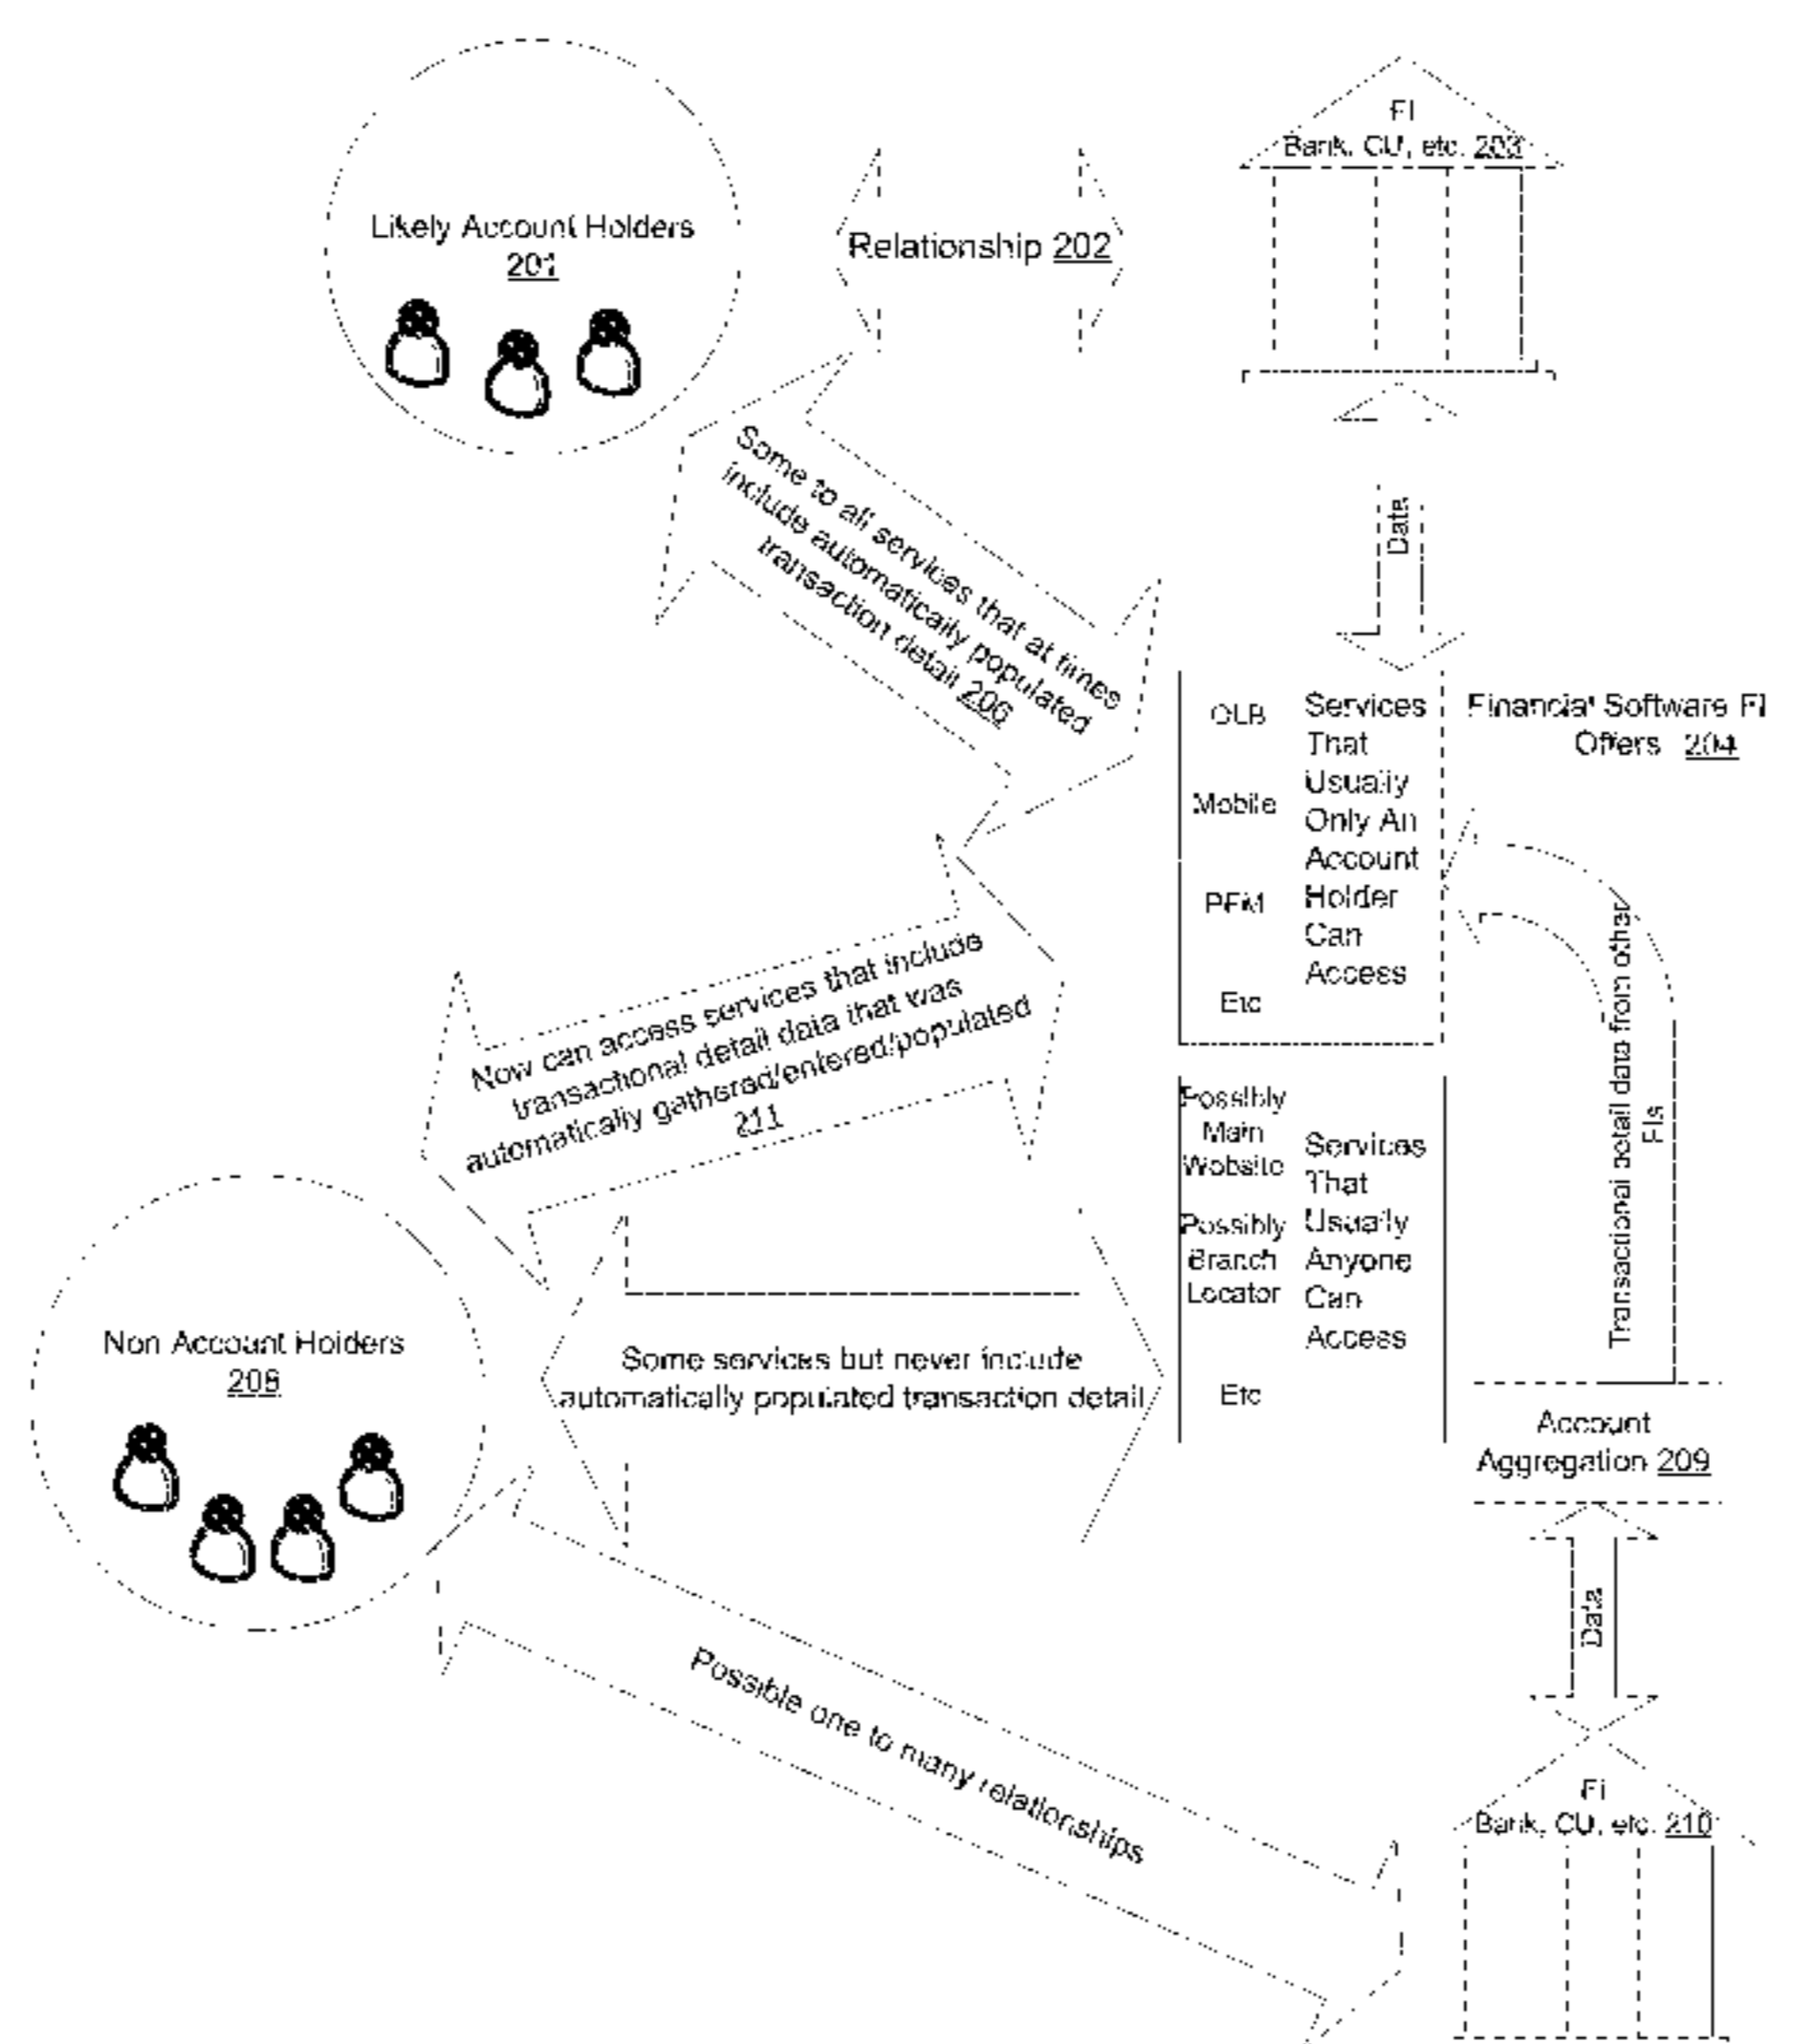 FI
Bank, CU, etc. 203
Likely Account Holders
201
Relationship 202
Data
Some to all services that at times
include automatically populated
transaction detail 206
OLB
Mobile
PFM
Etc
Services
That
Usually
Only An
Account
Holder
Can
Access
Financial Software FI
Offers 204
Now can access services that include
transactional detail data that was
automatically gathered/entered/populated
211
Possibly
Main
Website
Possibly
Branch
Locator
Etc
Services
That
Usually
Anyone
Can
Access
Transactional detail data from other
FIs
Non Account Holders
208
Some services but never include
automatically populated transaction detail
Account
Aggregation 209
Data
Possible one to many relationships
FI
Bank, CU, etc. 210